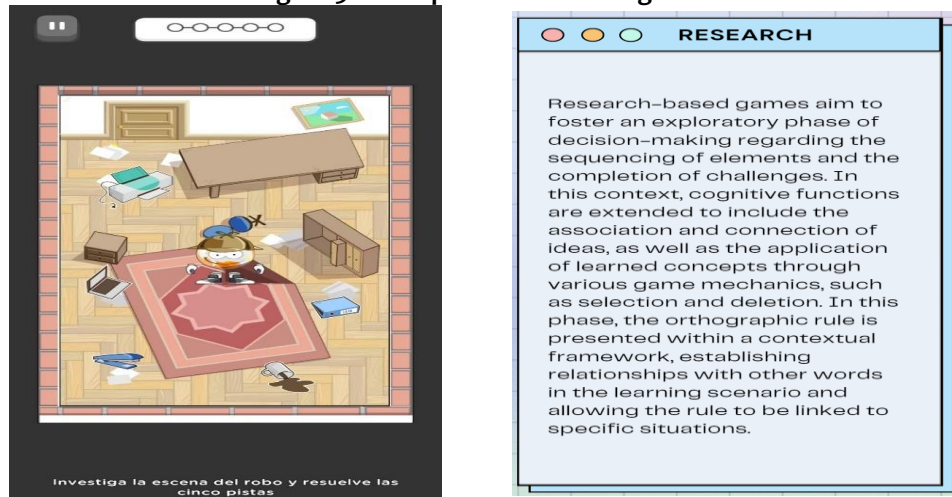 Investiga la escena del robo y resuelve las
cinco pistas
RESEARCH
Research-based games aim to
foster an exploratory phase of
decision-making regarding the
sequencing of elements and the
completion of challenges. In
this context, cognitive functions
are extended to include the
association and connection of
ideas, as well as the application
of learned concepts through
various game mechanics, such
as selection and deletion. In this
phase, the orthographic rule is
presented within a contextual
framework, establishing
relationships with other words
in the learning scenario and
allowing the rule to be linked to
specific situations.